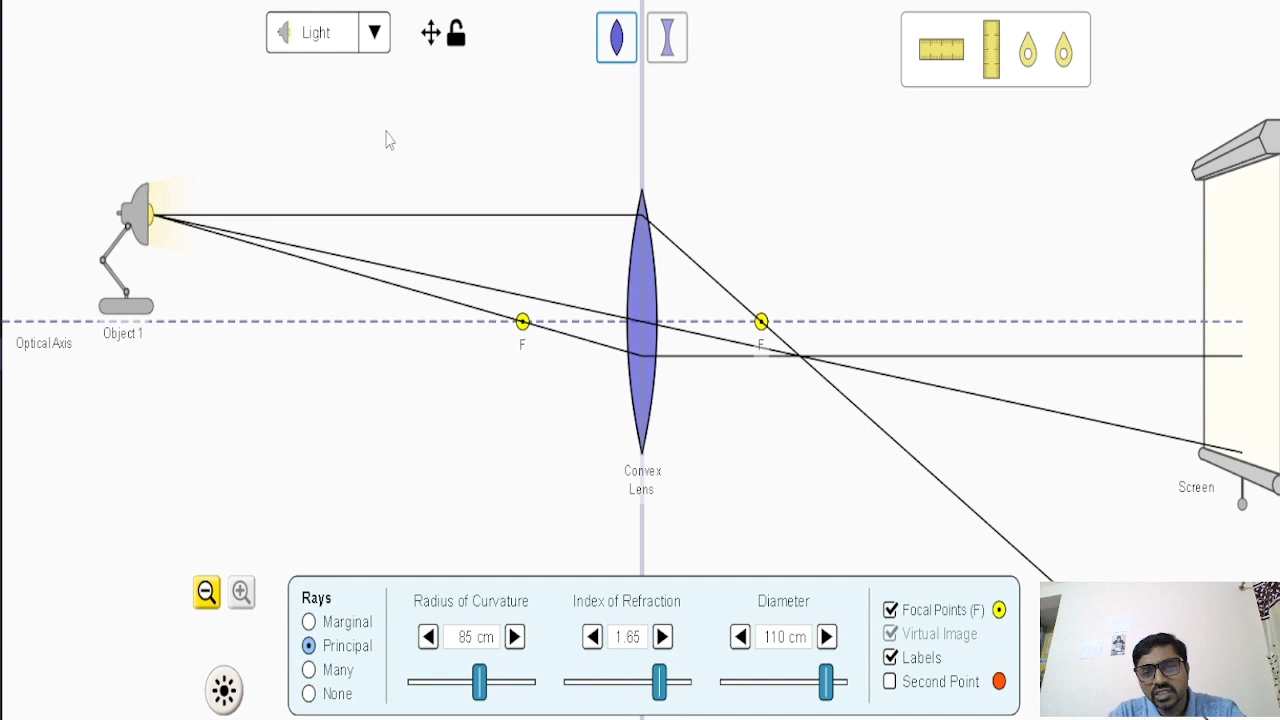 Light
Object 1
Optical Axis
F
F
Convex
Lens
Screen
Rays
Marginal
Principal
Many
None
Radius of Curvature
85 cm
Index of Refraction
1.65
Diameter
110 cm
Focal Points (F)
Virtual Image
Labels
Second Point